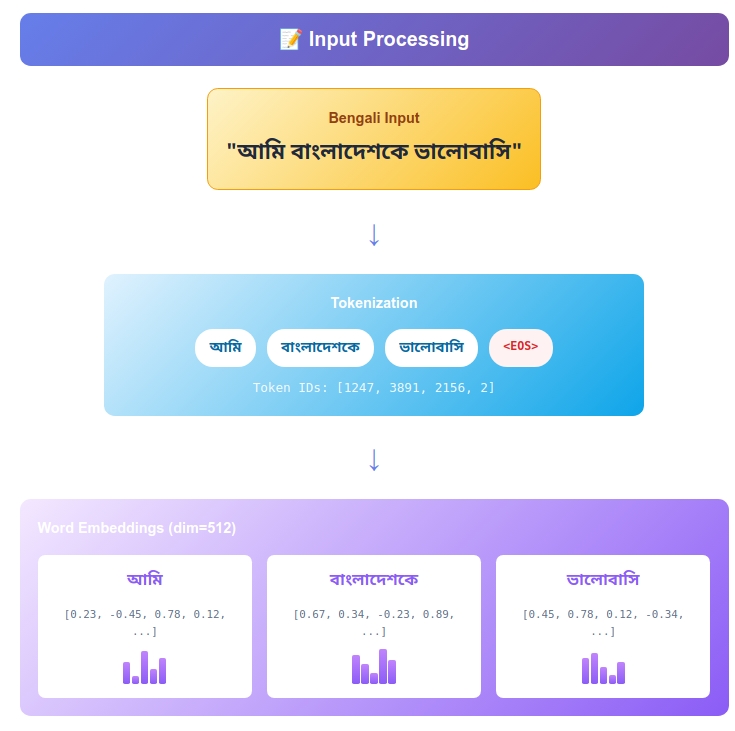 📝 Input Processing
Bengali Input
"আমি বাংলাদেশকে ভালোবাসি"
↓
Tokenization
আমি বাংলাদেশকে ভালোবাসি <EOS>
Token IDs: [1247, 3891, 2156, 2]
↓
Word Embeddings (dim=512)
আমি
[0.23, -0.45, 0.78, 0.12,
...]
বাংলাদেশকে
[0.67, 0.34, -0.23, 0.89,
...]
ভালোবাসি
[0.45, 0.78, 0.12, -0.34,
...]